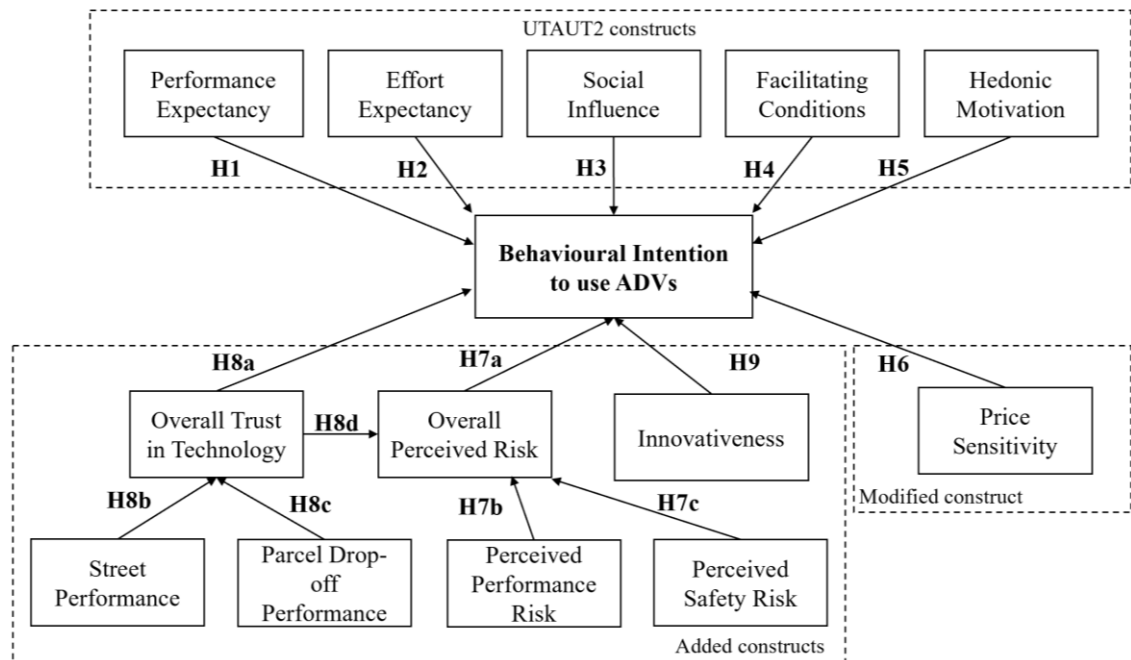 UTAUT2 constructs
Performance
Expectancy
Effort
Expectancy
Social
Influence
Facilitating
Conditions
Hedonic
Motivation
H1
H2
H3
H4
H5
Behavioural Intention
to use ADVs
H8a
H7a
H9
H6
Overall Trust
in Technology
H8d
Overall
Perceived Risk
Innovativeness
Price
Sensitivity
Modified construct
H8b
H8c
H7b
H7c
Street
Performance
Parcel Drop-
off
Performance
Perceived
Performance
Risk
Perceived
Safety Risk
Added constructs